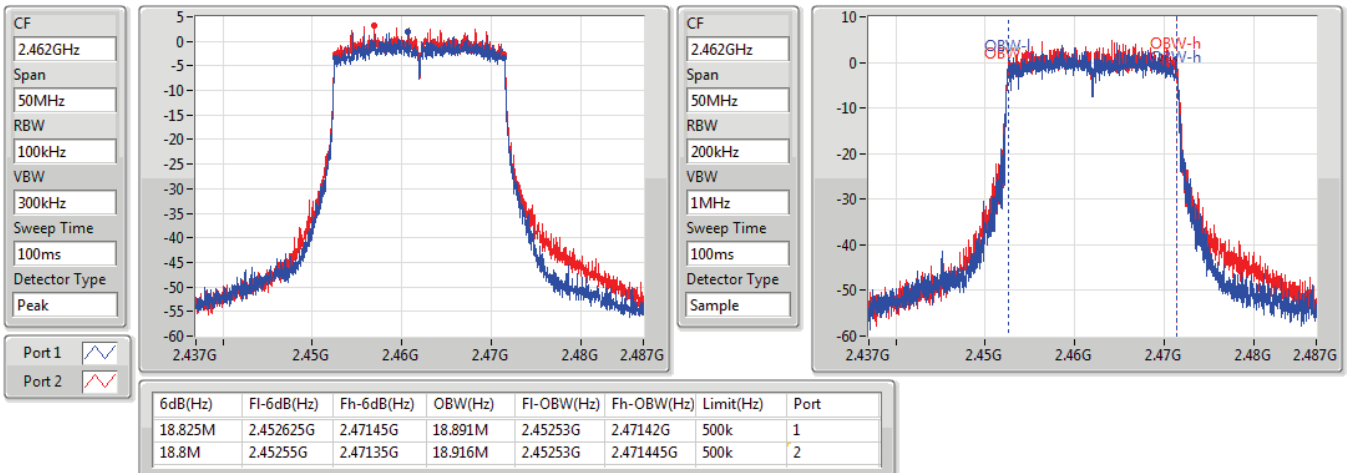 CF
2.462GHz
Span
50MHz
RBW
100kHz
VBW
300kHz
Sweep Time
100ms
Detector Type
Peak
Port 1
Port 2
5
0
-5
-10
-15
-20
-25
-30
-35
-40
-45
-50
-55
-60
2.437G 2.45G 2.46G 2.47G 2.48G 2.487G
CF
2.462GHz
Span
50MHz
RBW
200kHz
VBW
1MHz
Sweep Time
100ms
Detector Type
Sample
10
0
-10
-20
-30
-40
-50
-60
OBW-l
OBW-h
2.437G 2.45G 2.46G 2.47G 2.48G 2.487G
6dB(Hz) Fl-6dB(Hz) Fh-6dB(Hz) OBW(Hz) Fl-OBW(Hz) Fh-OBW(Hz) Limit(Hz) Port
18.825M 2.452625G 2.47145G 18.891M 2.45253G 2.47142G 500k 1
18.8M 2.45255G 2.47135G 18.916M 2.45253G 2.471445G 500k 2